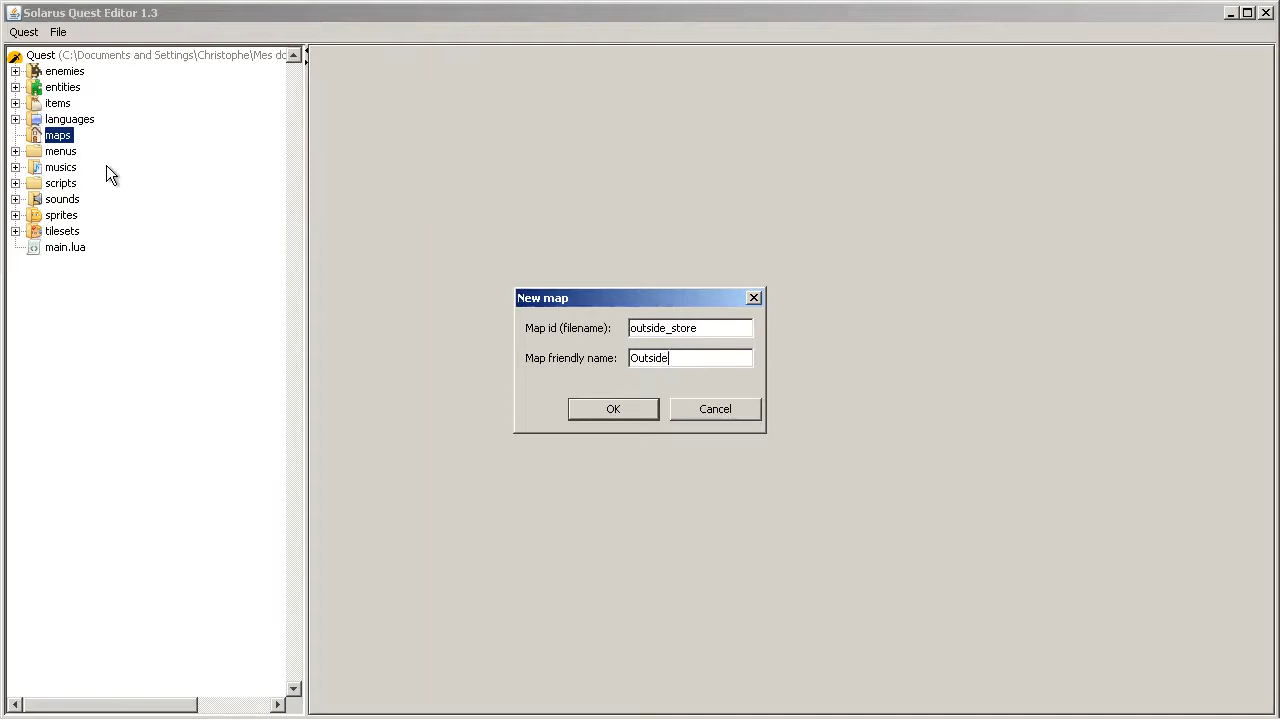 Solarus Quest Editor 1.3
Quest File
Quest (C:\Documents and Settings\Christophe\Mes dc
enemies
entities
items
languages
maps
menus
musics
scripts
sounds
sprites
tilesets
main.lua
New map
Map id (filename): outside_store
Map friendly name: Outside
OK Cancel